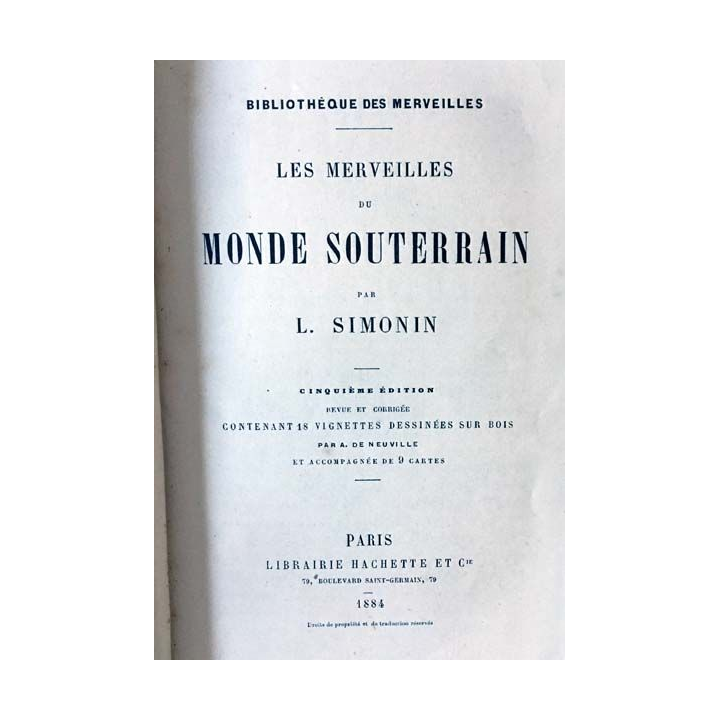 BIBLIOTHÈQUE DES MERVEILLES
LES MERVEILLES
DU
MONDE SOUTERRAIN
PAR
L. SIMONIN
CINQUIÈME ÉDITION
REVUE ET CORRIGÉE
CONTENANT 18 VIGNETTES DESSINÉES SUR BOIS
PAR A. DE NEUVILLE
ET ACCOMPAGNÉE DE 9 CARTES
PARIS
LIBRAIRIE HACHETTE ET Cie
79, BOULEVARD SAINT-GERMAIN, 79
1884
Droits de propriété et de traduction réservés